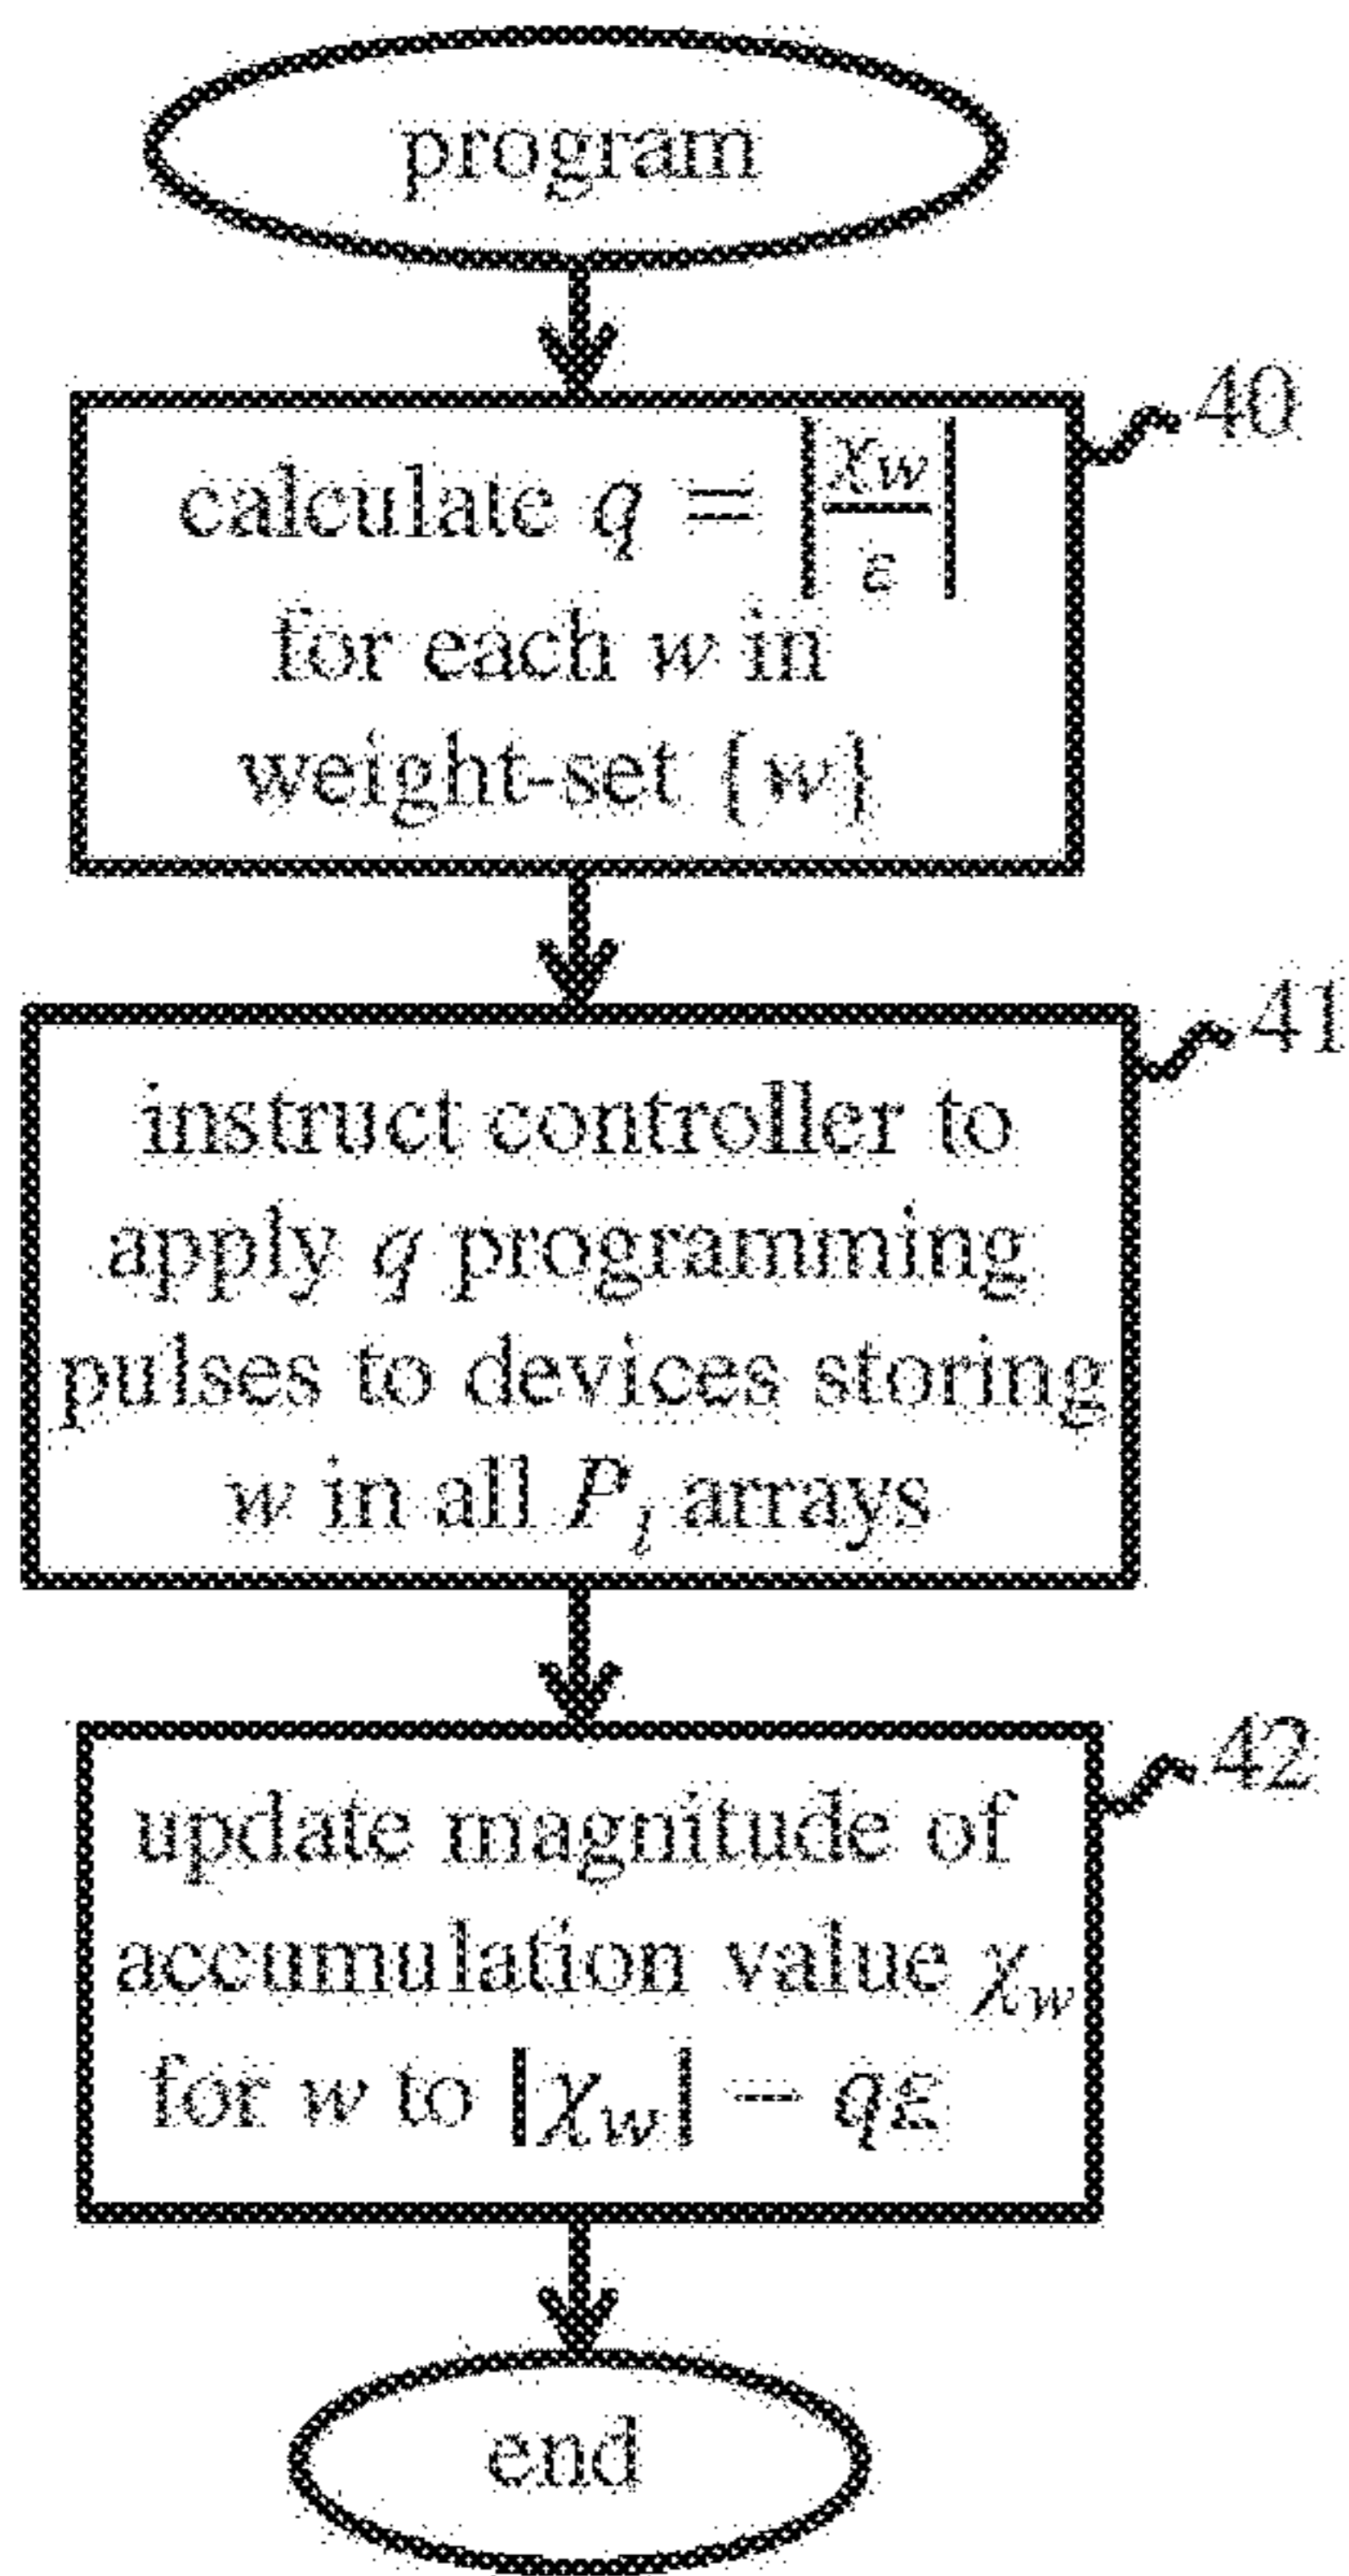 program
40
calculate q = |χw/ε|
for each w in
weight-set {w}
41
instruct controller to
apply q programming
pulses to devices storing
w in all Pi arrays
42
update magnitude of
accumulation value χw
for w to |χw| − qε
end